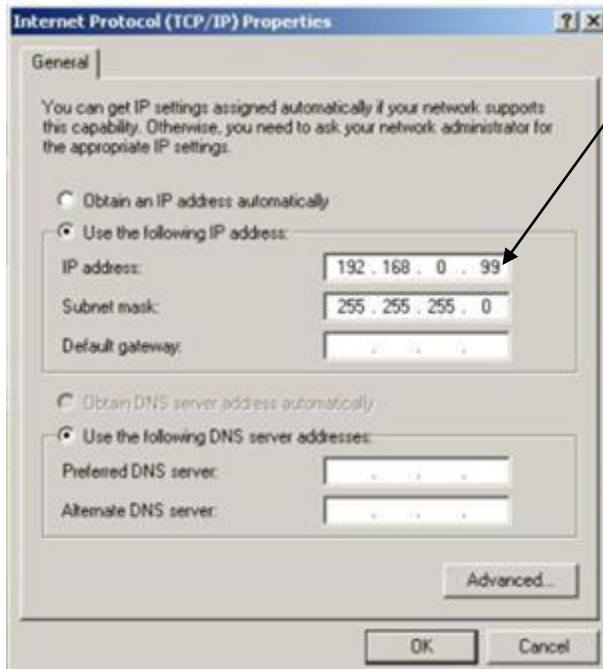 Internet Protocol (TCP/IP) Properties
General
You can get IP settings assigned automatically if your network supports
this capability. Otherwise, you need to ask your network administrator for
the appropriate IP settings.
Obtain an IP address automatically
Use the following IP address:
IP address: 192 . 168 . 0 . 99
Subnet mask: 255 . 255 . 255 . 0
Default gateway: . . .
Obtain DNS server address automatically
Use the following DNS server addresses:
Preferred DNS server: . . .
Alternate DNS server: . . .
Advanced...
OK Cancel